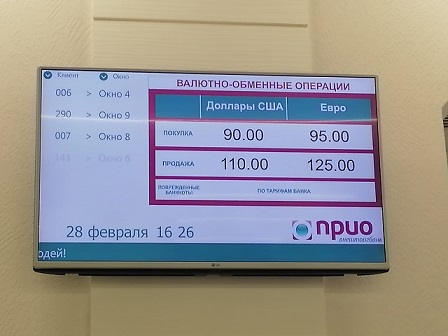 Клиент Окно
006 > Окно 4
290 > Окно 9
007 > Окно 8
141 > Окно 6
ВАЛЮТНО-ОБМЕННЫЕ ОПЕРАЦИИ
Доллары США Евро
ПОКУПКА 90.00 95.00
ПРОДАЖА 110.00 125.00
ПОВРЕЖДЕННЫЕ БАНКНОТЫ ПО ТАРИФАМ БАНКА
28 февраля 16 26
прио
внешторгбанк
одей!
LG